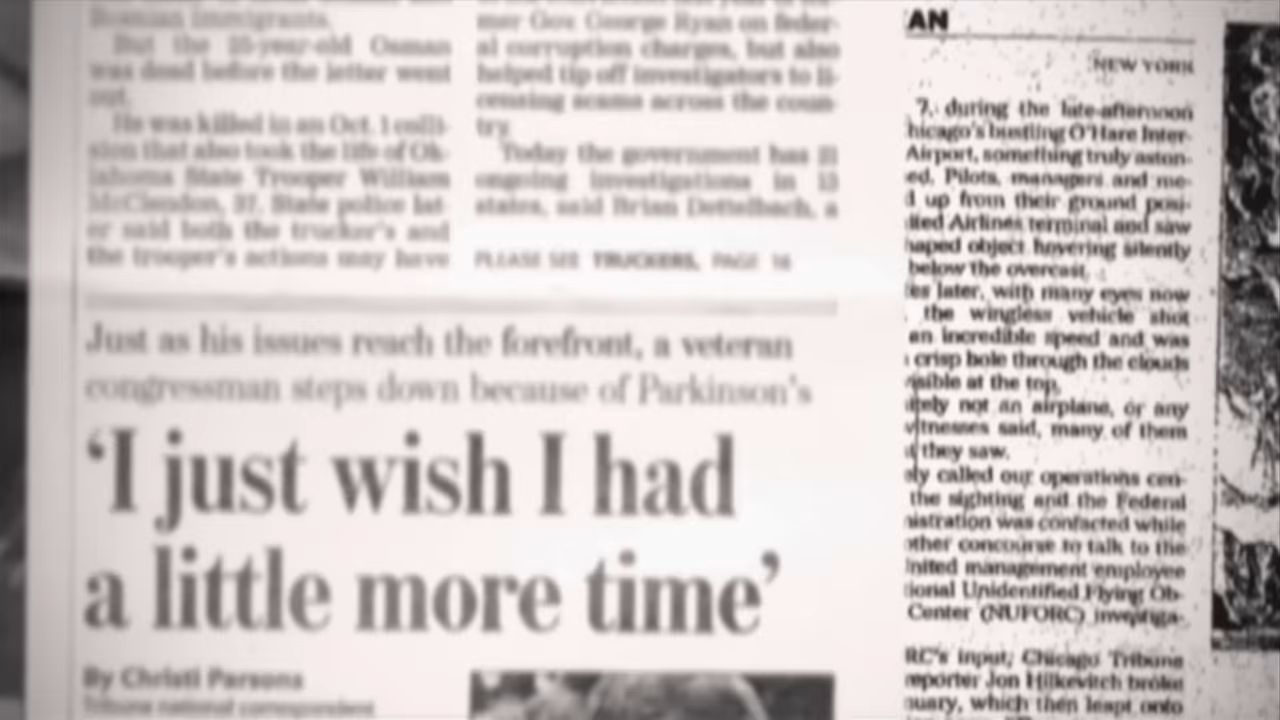 Bosnian immigrants.
But the 25-year-old Osman
was dead before the letter went
out.
He was killed in an Oct. 1 colli-
sion that also took the life of Ok-
lahoma State Trooper William
McClendon, 37. State police lat-
er said both the trucker's and
the trooper's actions may have
mer Gov. George Ryan on feder-
al corruption charges, but also
helped tip off investigators to li-
censing scams across the coun-
try.
Today the government has
ongoing investigations in
states, said Brian Dettelbach, a
PLEASE SEE TRUCKERS, PAGE
Just as his issues reach the forefront, a veteran
congressman steps down because of Parkinson's
‘I just wish I had
a little more time’
By Christi Parsons
Tribune national correspondent
AN
NEW YORK
7, during the late-afternoon
hicago's bustling O'Hare Inter-
Airport, something truly aston-
ed. Pilots, managers and me-
d up from their ground posi-
ited Airlines terminal and saw
haped object hovering silently
below the overcast.
es later, with many eyes now
the wingless vehicle shot
an incredible speed and was
crisp hole through the clouds
visible at the top.
itely not an airplane, or any
witnesses said, many of them
they saw.
ly called our operations cen-
the sighting and the Federal
nistration was contacted while
other concourse to talk to the
United management employee
tional Unidentified Flying Ob-
Center (NUFORC) investiga-
RC's input, Chicago Tribune
reporter Jon Hilkevitch broke
nuary, which then leapt onto